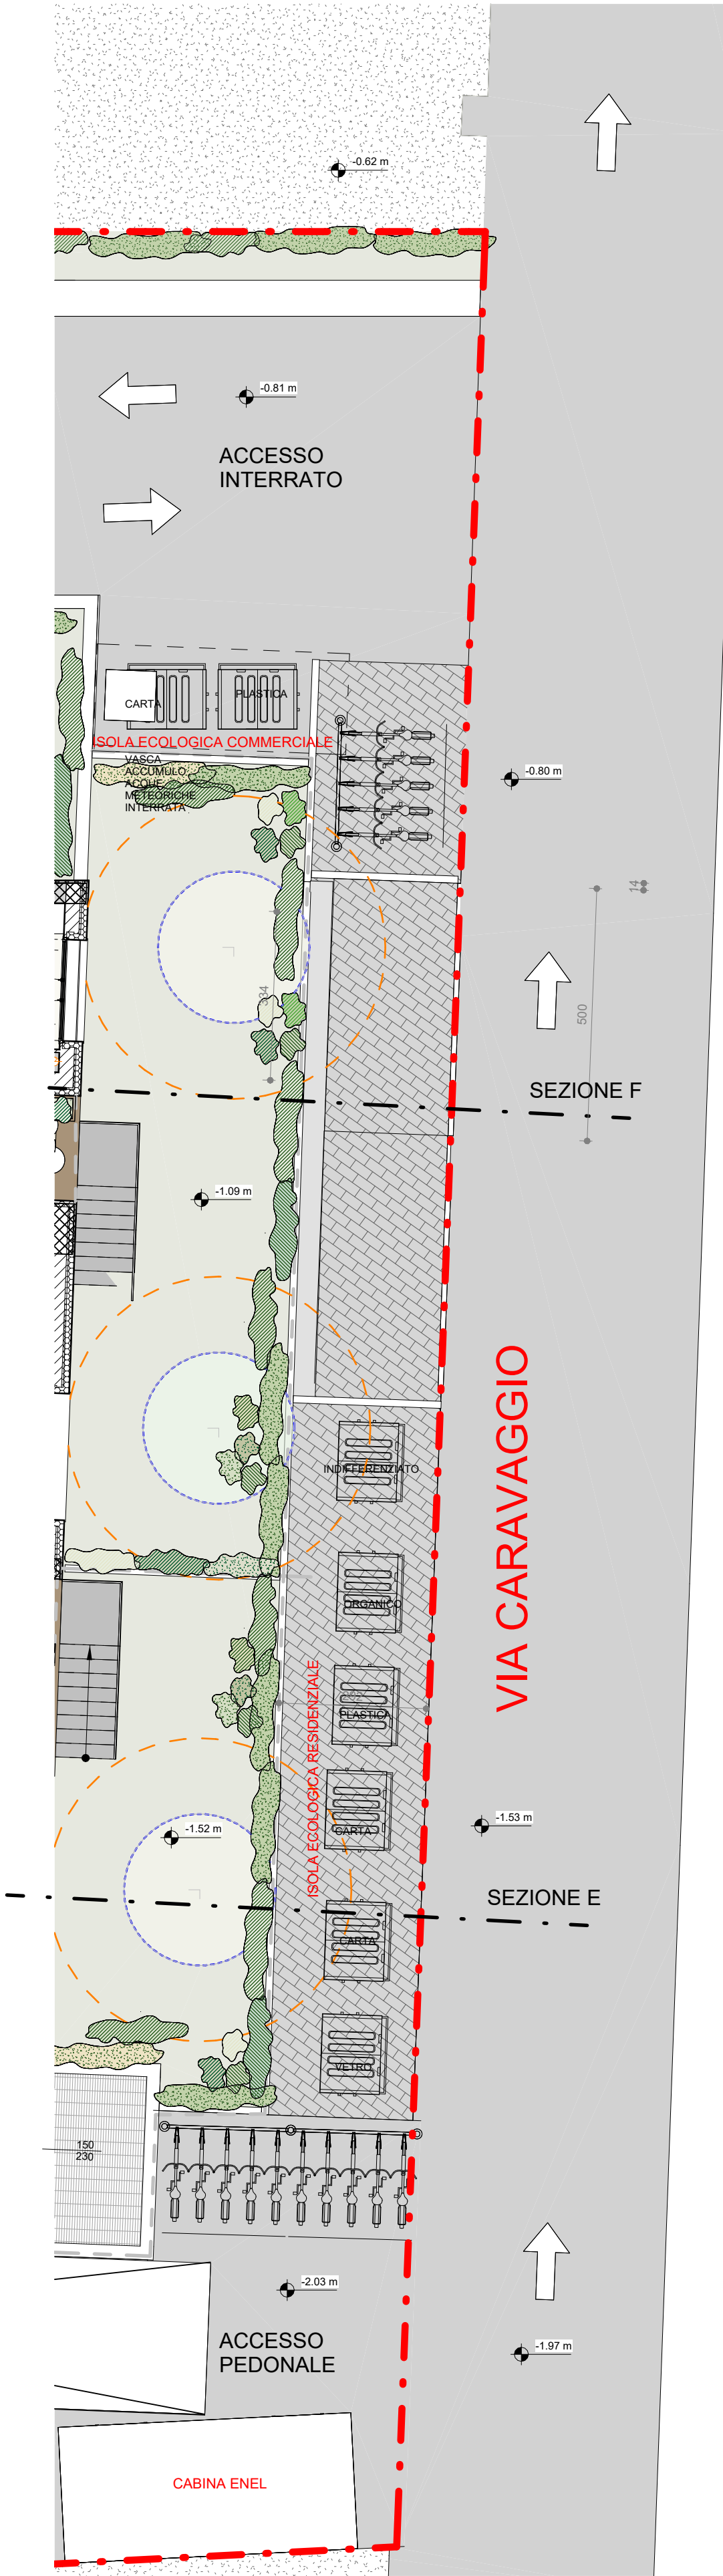 -0.62 m
-0.81 m
ACCESSO
INTERRATO
CARTA
PLASTICA
ISOLA ECOLOGICA COMMERCIALE
VASCA
ACCUMULO
ACQUE
METEORICHE
INTERRATA
-0.80 m
14
334
500
SEZIONE F
-1.09 m
VIA CARAVAGGIO
INDIFFERENZIATO
ORGANICO
ISOLA ECOLOGICA RESIDENZIALE
PLASTICA
CARTA
-1.52 m
-1.53 m
SEZIONE E
CARTA
VETRO
150
230
-2.03 m
ACCESSO
PEDONALE
-1.97 m
CABINA ENEL